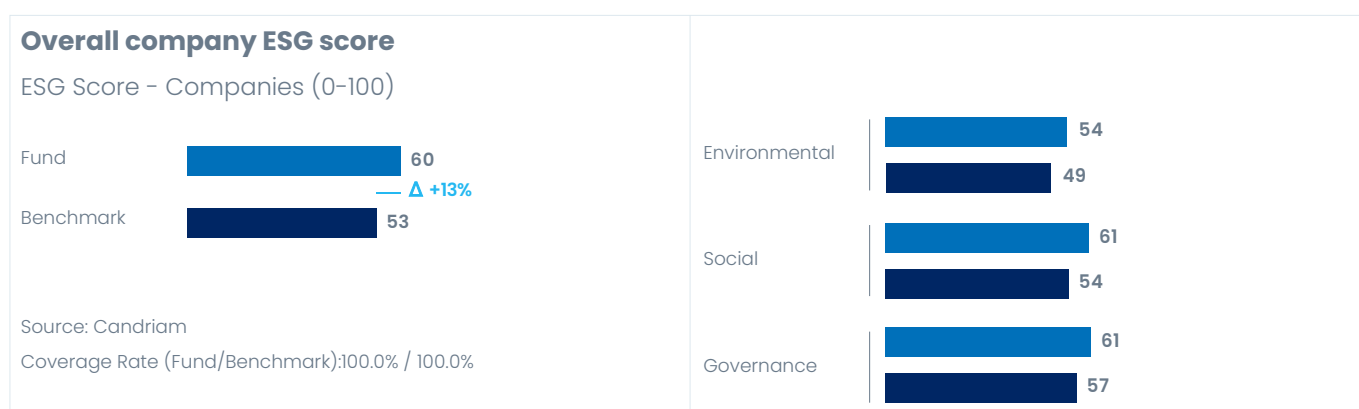 Overall company ESG score
ESG Score - Companies (0-100)
Fund
60
Δ +13%
Benchmark
53
Source: Candriam
Coverage Rate (Fund/Benchmark):100.0% / 100.0%
Environmental
54
49
Social
61
54
Governance
61
57